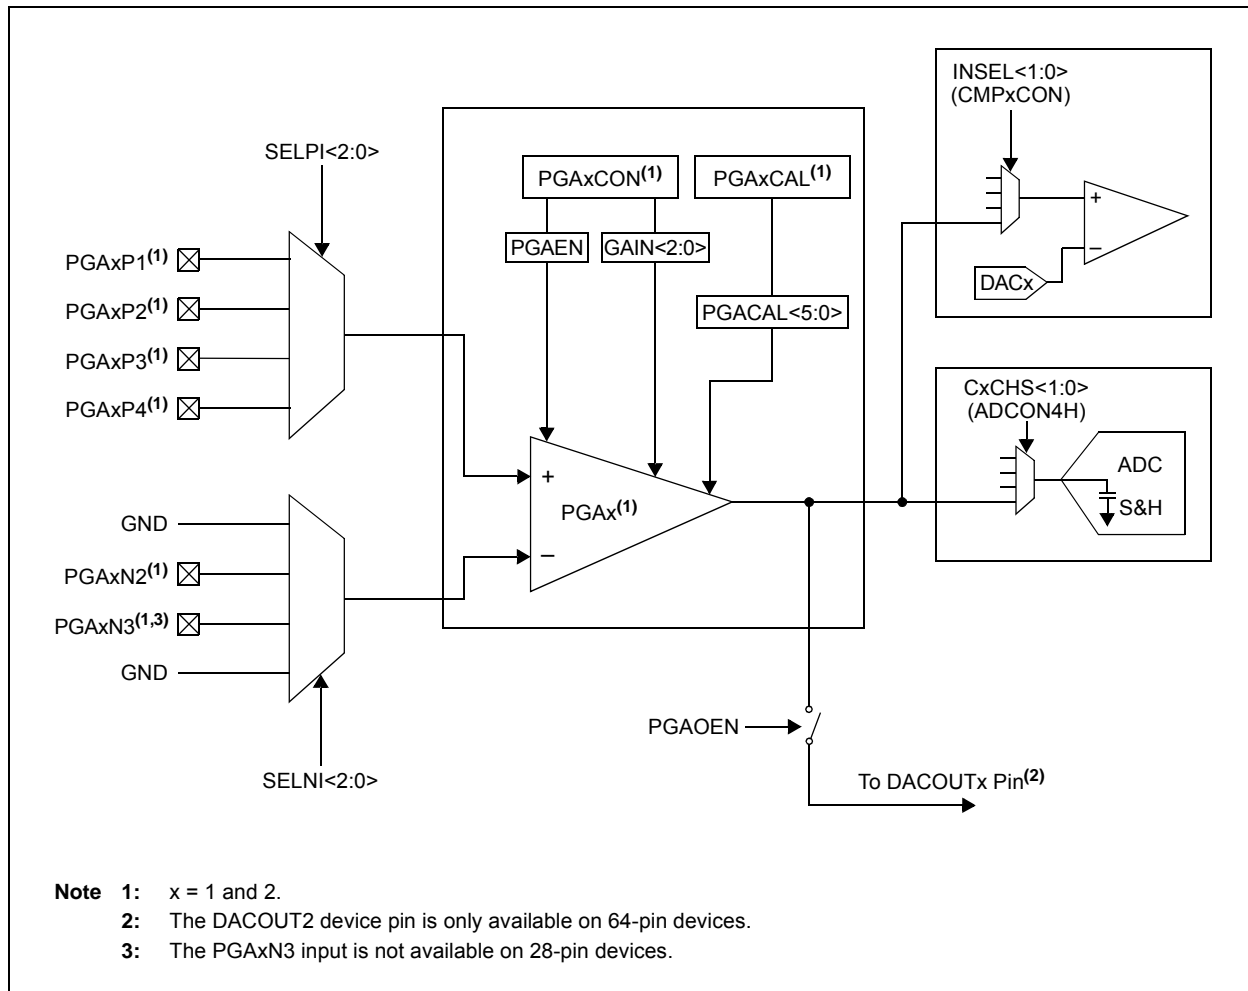 INSEL<1:0>
(CMPxCON)
SELPI<2:0>
PGAxCON(1)
PGAxCAL(1)
PGAEN
GAIN<2:0>
PGACAL<5:0>
+
–
DACx
PGAxP1(1)
PGAxP2(1)
PGAxP3(1)
PGAxP4(1)
CxCHS<1:0>
(ADCON4H)
ADC
S&H
+
PGAx(1)
–
GND
PGAxN2(1)
PGAxN3(1,3)
GND
SELNI<2:0>
PGAOEN
To DACOUTx Pin(2)
Note 1: x = 1 and 2.
2: The DACOUT2 device pin is only available on 64-pin devices.
3: The PGAxN3 input is not available on 28-pin devices.